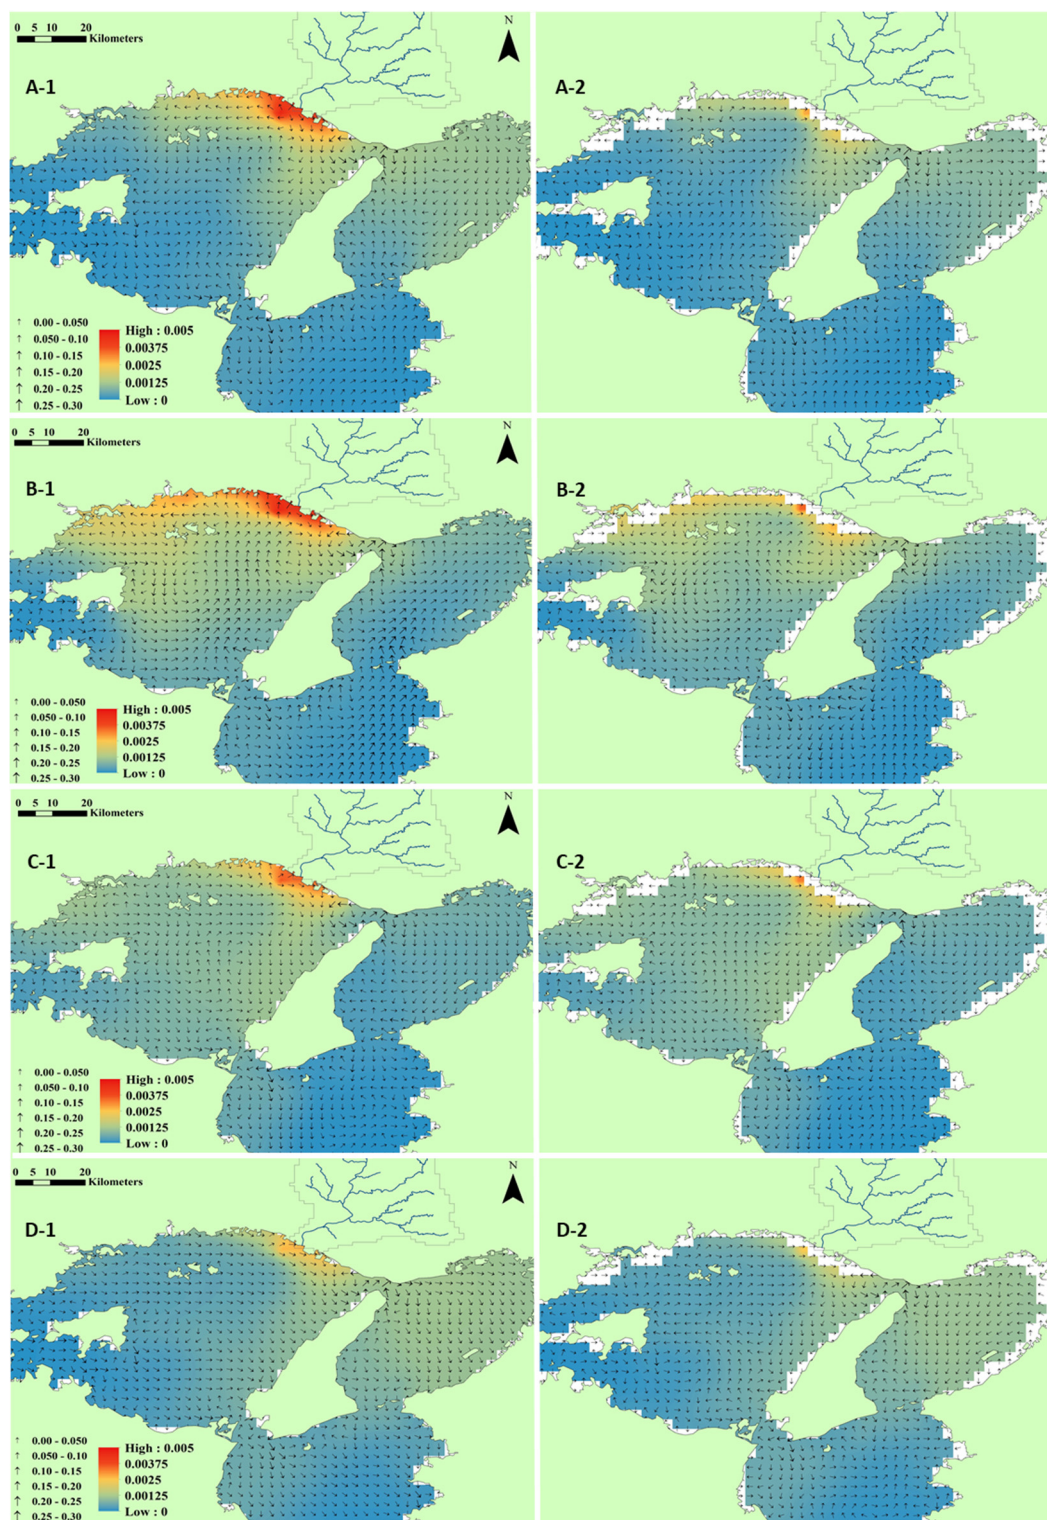 0 5 10 20
Kilometers
N
A-1
0.00 - 0.050
0.050 - 0.10
0.10 - 0.15
0.15 - 0.20
0.20 - 0.25
0.25 - 0.30
High : 0.005
0.00375
0.0025
0.00125
Low : 0
A-2
0 5 10 20
Kilometers
N
B-1
0.00 - 0.050
0.050 - 0.10
0.10 - 0.15
0.15 - 0.20
0.20 - 0.25
0.25 - 0.30
High : 0.005
0.00375
0.0025
0.00125
Low : 0
B-2
0 5 10 20
Kilometers
N
C-1
0.00 - 0.050
0.050 - 0.10
0.10 - 0.15
0.15 - 0.20
0.20 - 0.25
0.25 - 0.30
High : 0.005
0.00375
0.0025
0.00125
Low : 0
C-2
0 5 10 20
Kilometers
N
D-1
0.00 - 0.050
0.050 - 0.10
0.10 - 0.15
0.15 - 0.20
0.20 - 0.25
0.25 - 0.30
High : 0.005
0.00375
0.0025
0.00125
Low : 0
D-2